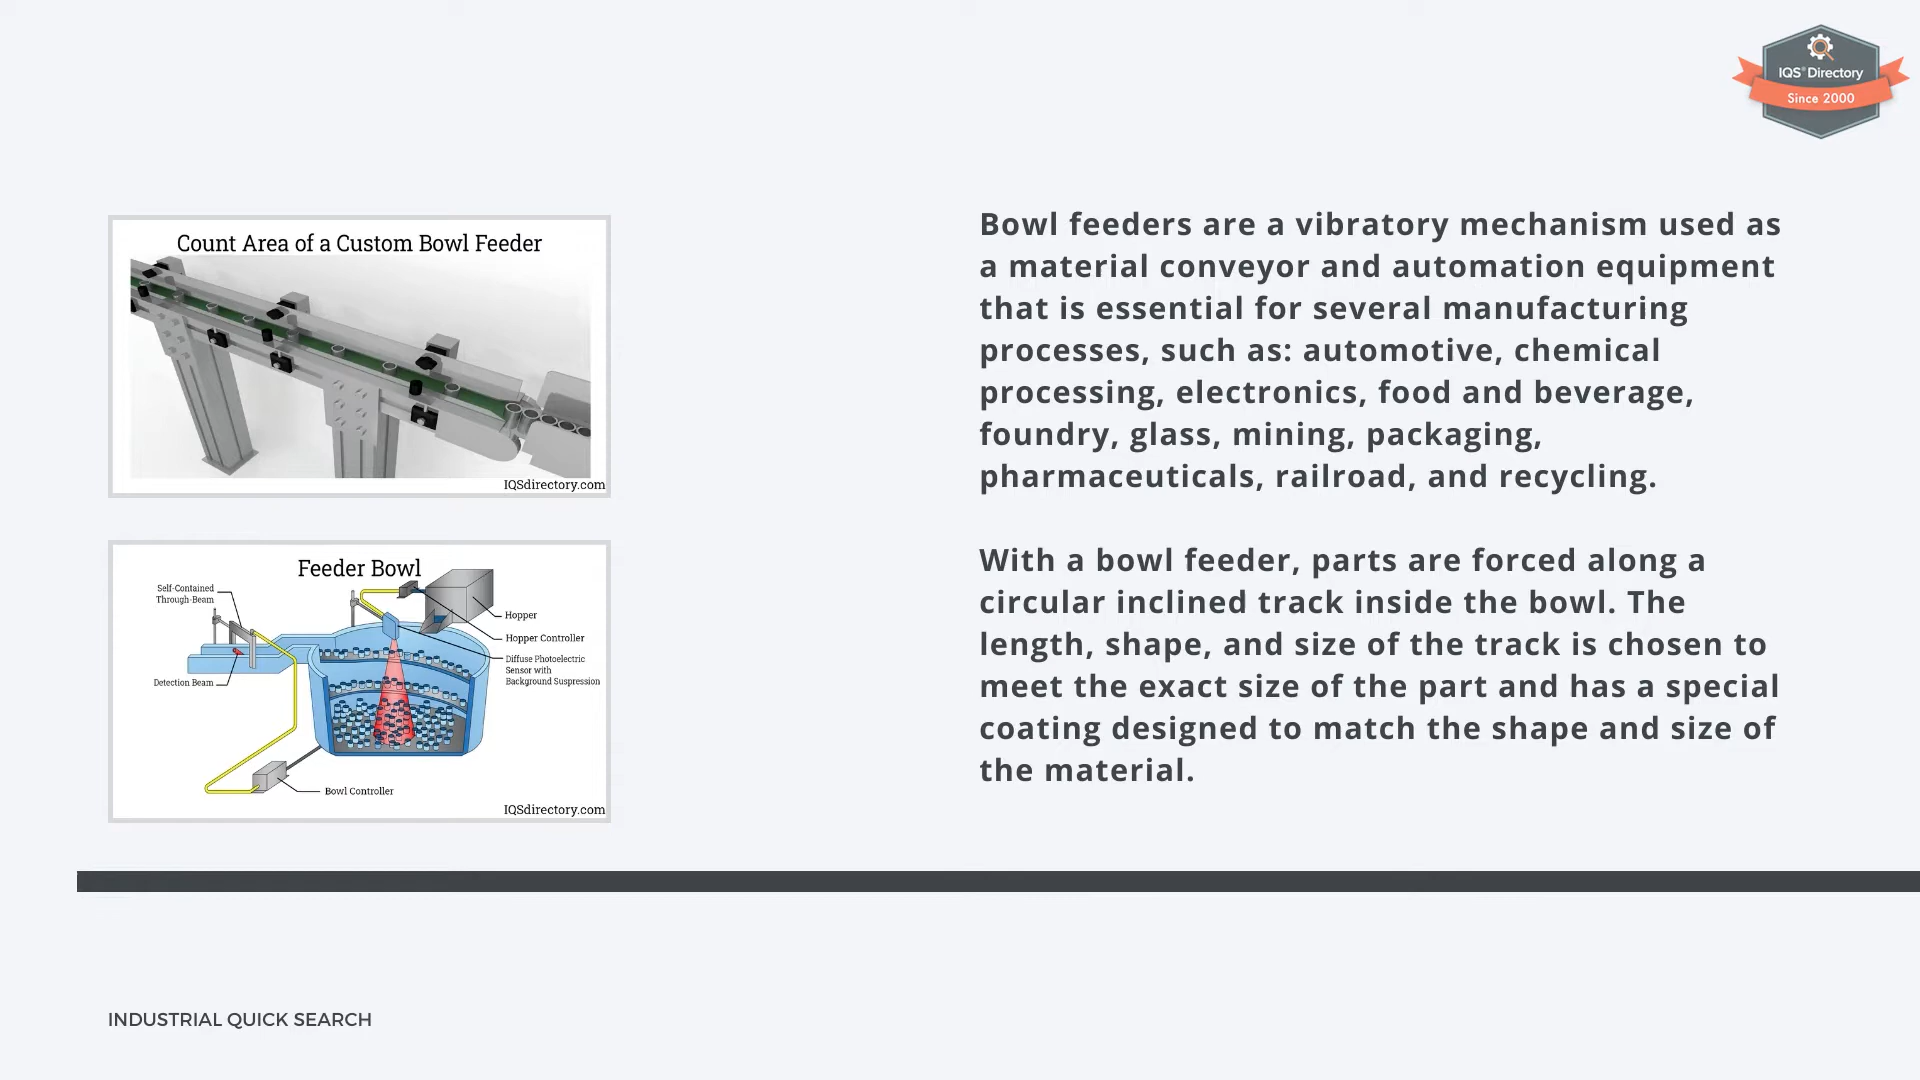 IQS® Directory
Since 2000
Count Area of a Custom Bowl Feeder
IQSdirectory.com
Feeder Bowl
Self-Contained
Through-Beam
Hopper
Hopper Controller
Diffuse Photoelectric
Sensor with
Background Suspression
Detection Beam
Bowl Controller
IQSdirectory.com
Bowl feeders are a vibratory mechanism used as
a material conveyor and automation equipment
that is essential for several manufacturing
processes, such as: automotive, chemical
processing, electronics, food and beverage,
foundry, glass, mining, packaging,
pharmaceuticals, railroad, and recycling.
With a bowl feeder, parts are forced along a
circular inclined track inside the bowl. The
length, shape, and size of the track is chosen to
meet the exact size of the part and has a special
coating designed to match the shape and size of
the material.
INDUSTRIAL QUICK SEARCH